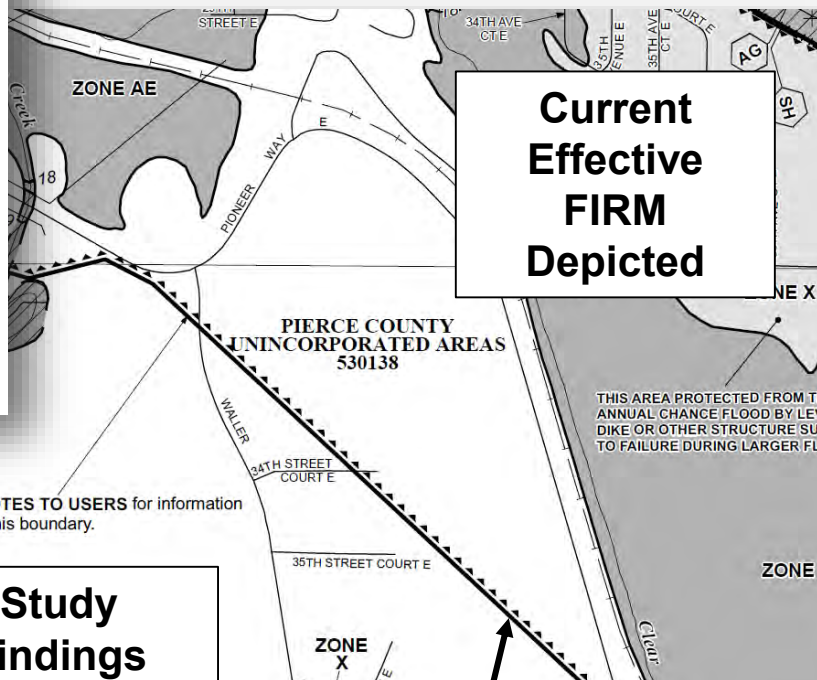 STREET E
34TH AVE
CT E
35TH
AVENUE E
35TH AVE
COURT E
AG
SH
ZONE AE
Creek
18
PIONEER
WAY
E
Current
Effective
FIRM
Depicted
ZONE X
PIERCE COUNTY
UNINCORPORATED AREAS
530138
THIS AREA PROTECTED FROM T
ANNUAL CHANCE FLOOD BY LEV
DIKE OR OTHER STRUCTURE SU
TO FAILURE DURING LARGER FL
WALLER
34TH STREET
COURT E
TES TO USERS for information
his boundary.
35TH STREET COURT E
ZONE
Study
indings
ZONE
X
E
Clear